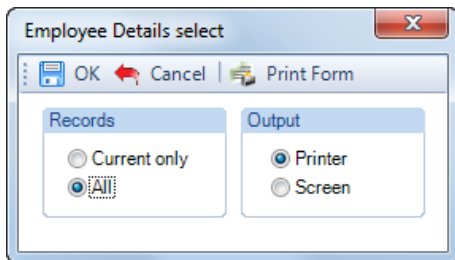 Employee Details select
OK Cancel Print Form
Records Output
Current only Printer
All Screen